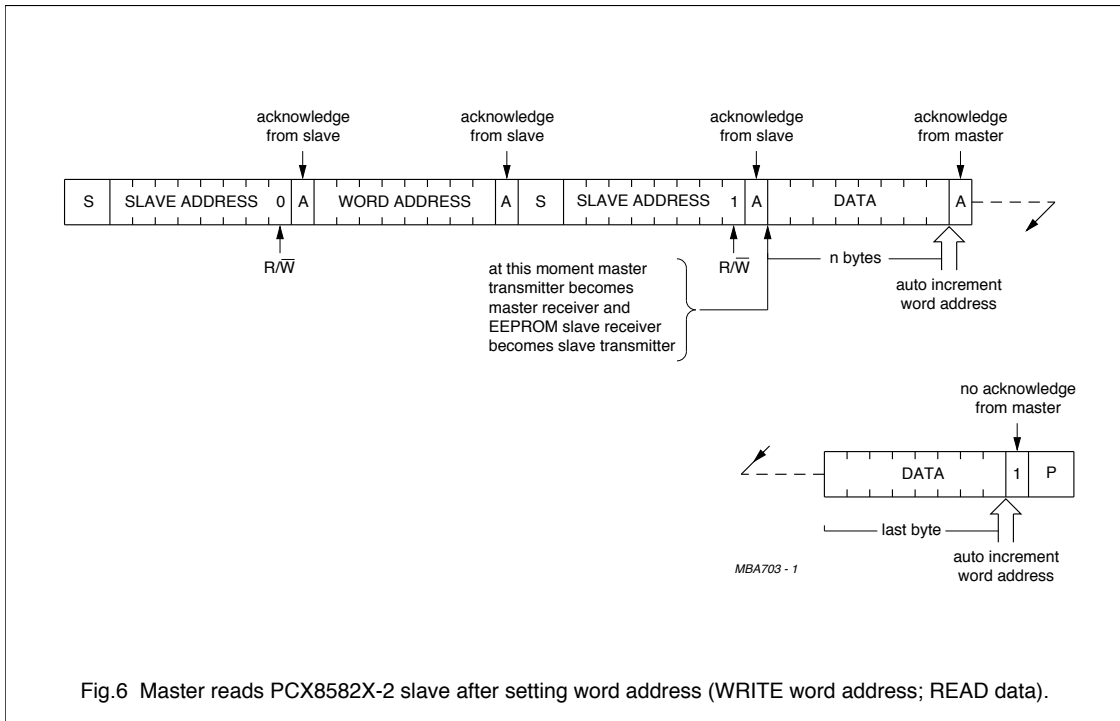 acknowledge
from slave
acknowledge
from slave
acknowledge
from slave
acknowledge
from master
S SLAVE ADDRESS 0 A WORD ADDRESS A S SLAVE ADDRESS 1 A DATA A
R/W̅
R/W̅
n bytes
at this moment master
transmitter becomes
master receiver and
EEPROM slave receiver
becomes slave transmitter
auto increment
word address
no acknowledge
from master
DATA 1 P
last byte
auto increment
word address
MBA703 - 1
Fig.6 Master reads PCX8582X-2 slave after setting word address (WRITE word address; READ data).